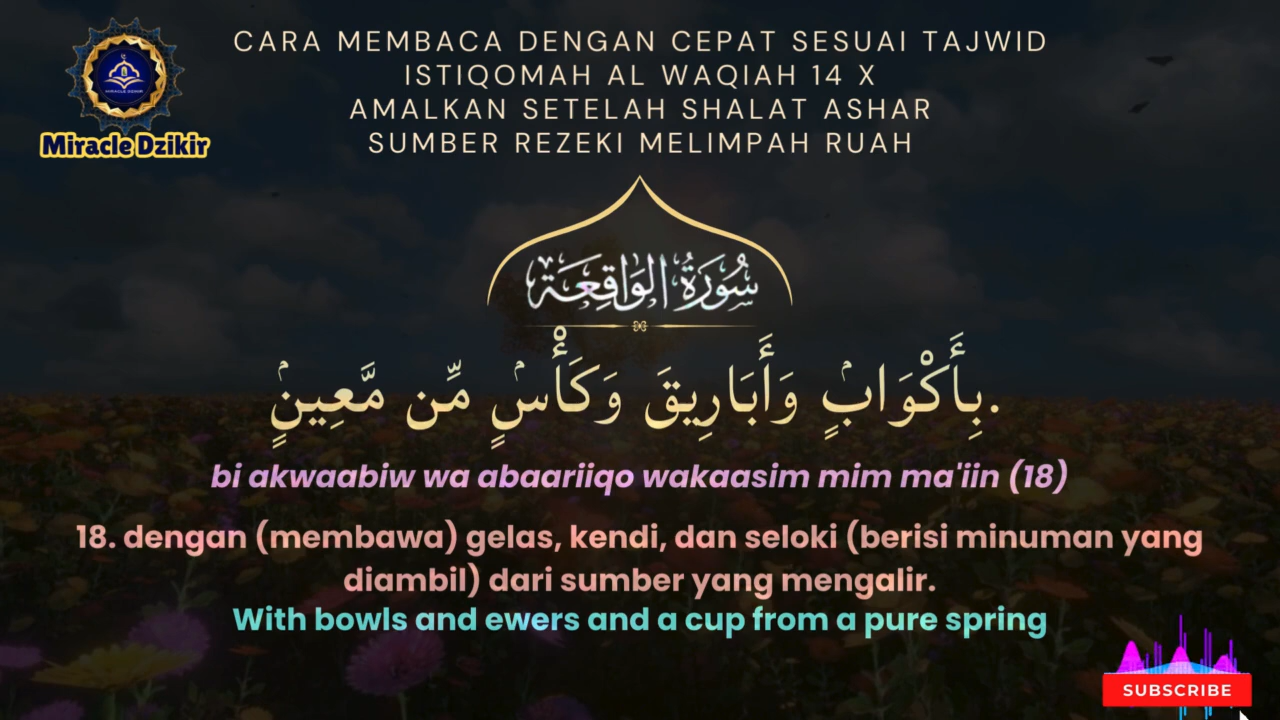 CARA MEMBACA DENGAN CEPAT SESUAI TAJWID
ISTIQOMAH AL WAQIAH 14 X
AMALKAN SETELAH SHALAT ASHAR
SUMBER REZEKI MELIMPAH RUAH
MIRACLE DZIKIR
Miracle Dzikir
سُورَةُ الوَاقِعَة
.بِأَكْوَابٍۢ وَأَبَارِيقَ وَكَأْسٍۢ مِّن مَّعِينٍۢ
bi akwaabiw wa abaariiqo wakaasim mim ma'iin (18)
18. dengan (membawa) gelas, kendi, dan seloki (berisi minuman yang
diambil) dari sumber yang mengalir.
With bowls and ewers and a cup from a pure spring
SUBSCRIBE